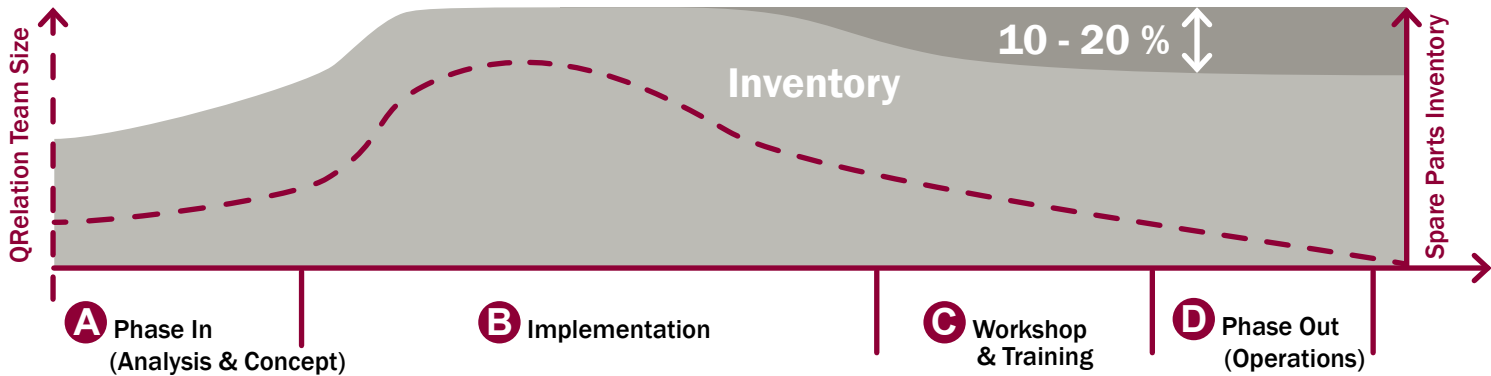 QRelation Team Size
10 - 20 %
Inventory
Spare Parts Inventory
A Phase In
(Analysis & Concept)
B Implementation
C Workshop
& Training
D Phase Out
(Operations)